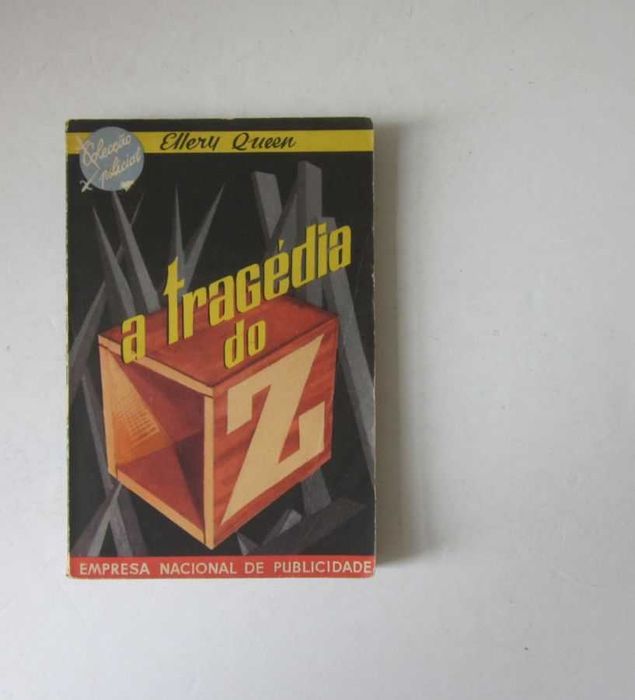 Colecção
policial
Ellery Queen
a tragédia
do
Z
EMPRESA NACIONAL DE PUBLICIDADE